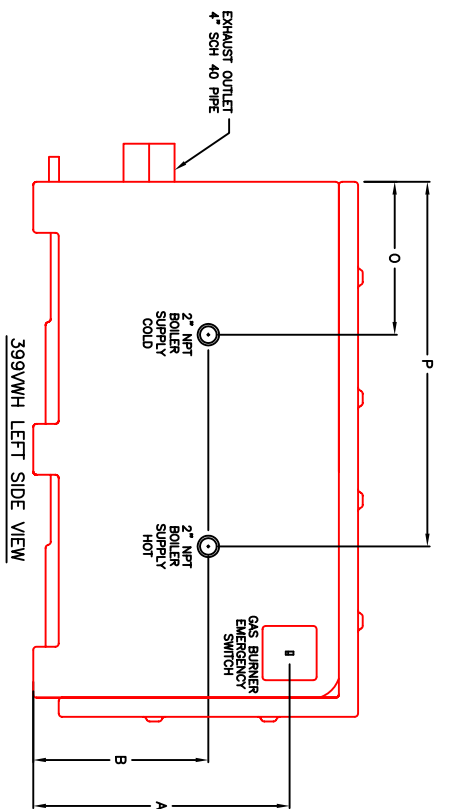 EXHAUST OUTLET
4" SCH 40 PIPE
O
P
2" NPT
BOILER
SUPPLY
COLD
2" NPT
BOILER
SUPPLY
HOT
GAS BURNER
EMERGENCY
SWITCH
B
A
399VWH LEFT SIDE VIEW